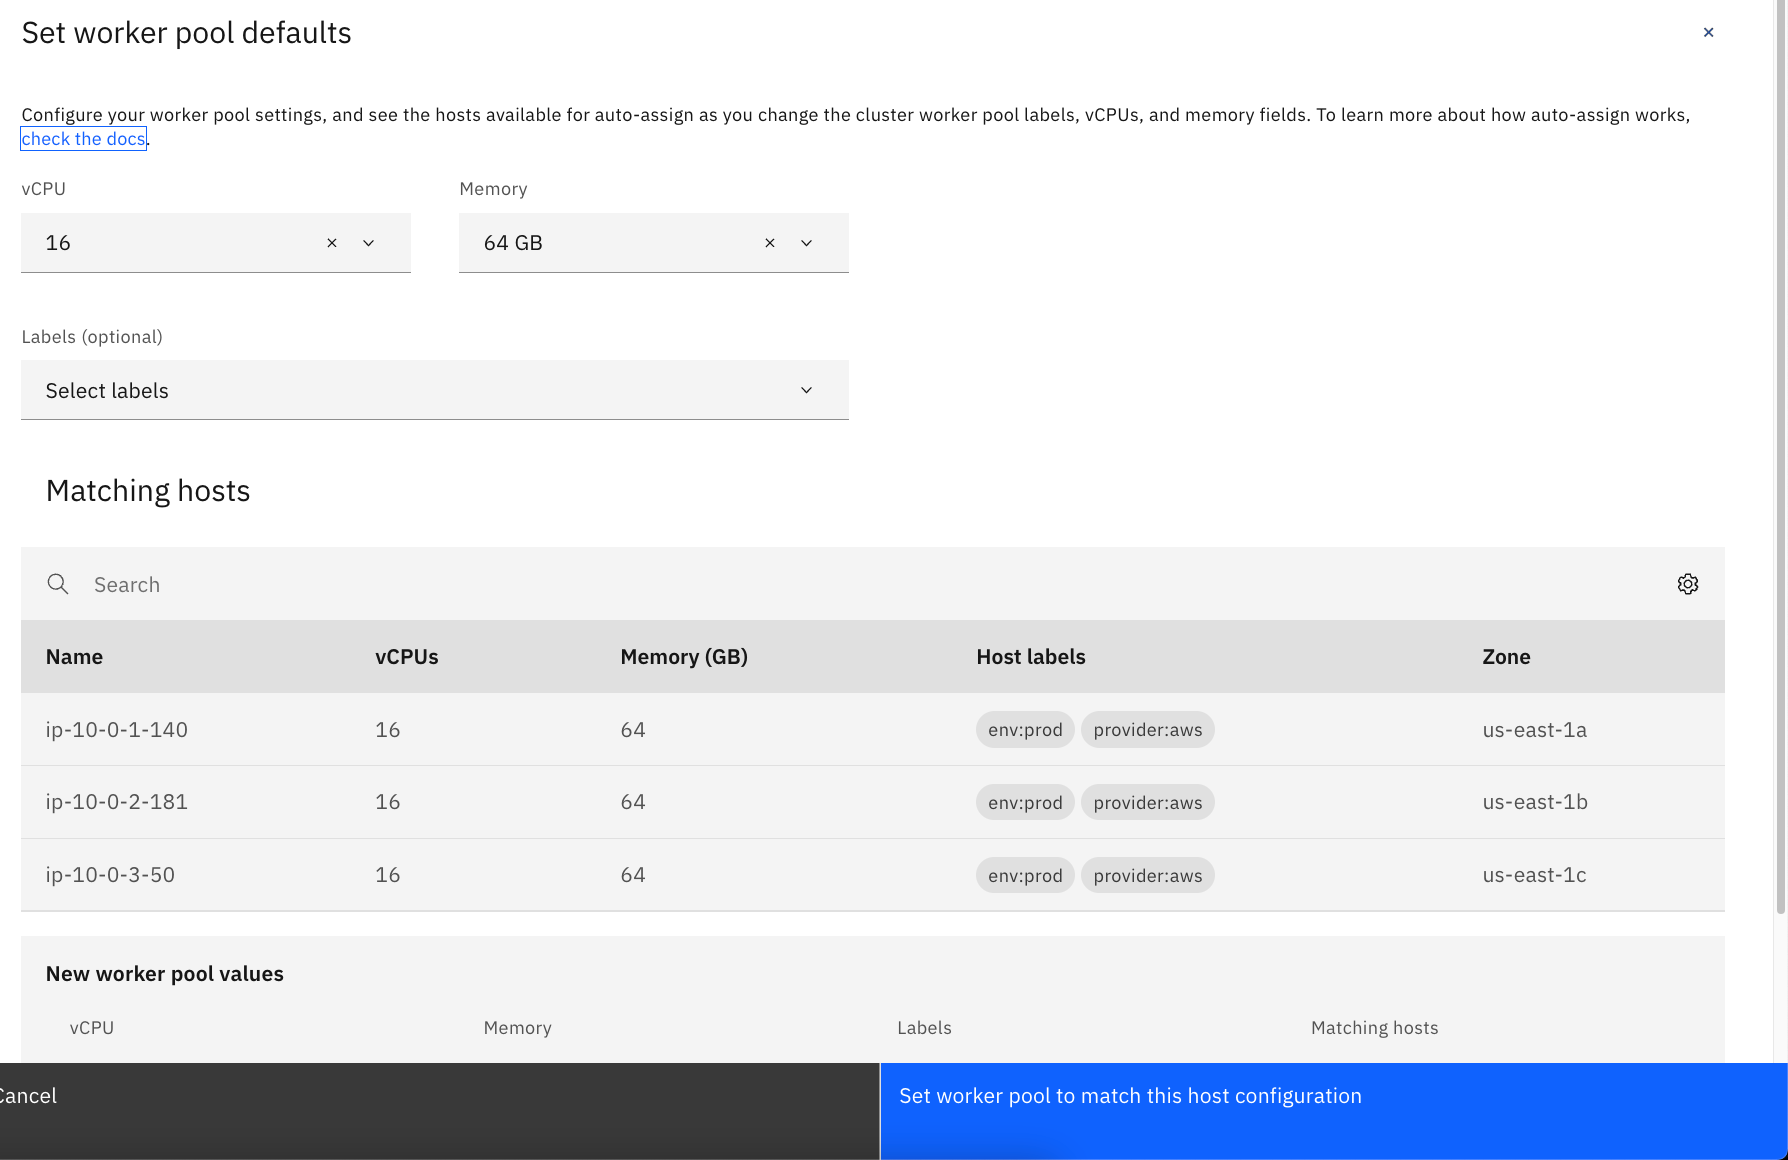 Set worker pool defaults
Configure your worker pool settings, and see the hosts available for auto-assign as you change the cluster worker pool labels, vCPUs, and memory fields. To learn more about how auto-assign works,
check the docs.
vCPU Memory
16 64 GB
Labels (optional)
Select labels
Matching hosts
Search
Name vCPUs Memory (GB) Host labels Zone
ip-10-0-1-140 16 64 env:prod provider:aws us-east-1a
ip-10-0-2-181 16 64 env:prod provider:aws us-east-1b
ip-10-0-3-50 16 64 env:prod provider:aws us-east-1c
New worker pool values
vCPU Memory Labels Matching hosts
Cancel Set worker pool to match this host configuration